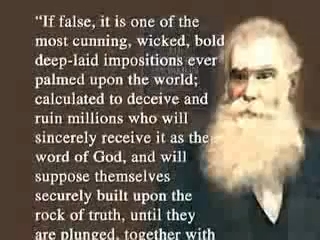 “If false, it is one of the
most cunning, wicked, bold
deep-laid impositions ever
palmed upon the world;
calculated to deceive and
ruin millions who will
sincerely receive it as the
word of God, and will
suppose themselves
securely built upon the
rock of truth, until they
are plunged, together with